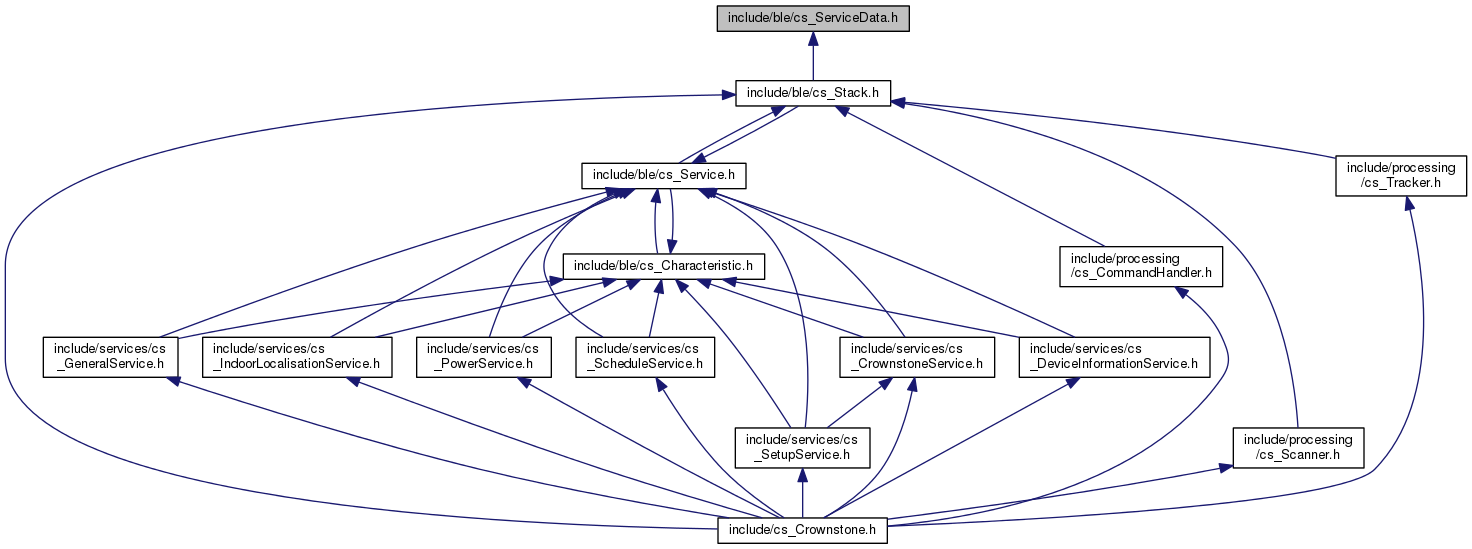 include/ble/cs_ServiceData.h
include/ble/cs_Stack.h
include/ble/cs_Service.h
include/processing
/cs_Tracker.h
include/processing
/cs_CommandHandler.h
include/ble/cs_Characteristic.h
include/services/cs
_GeneralService.h
include/services/cs
_IndoorLocalisationService.h
include/services/cs
_PowerService.h
include/services/cs
_ScheduleService.h
include/services/cs
_CrownstoneService.h
include/services/cs
_DeviceInformationService.h
include/services/cs
_SetupService.h
include/processing
/cs_Scanner.h
include/cs_Crownstone.h